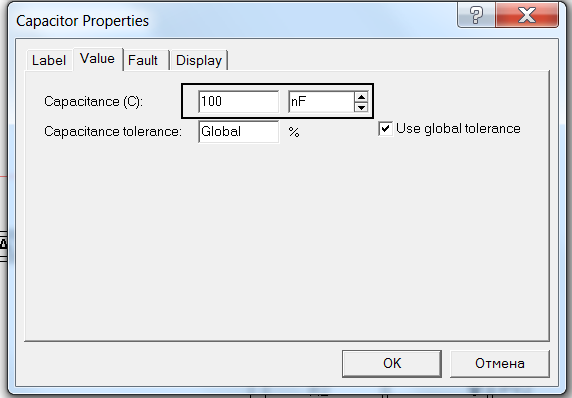 Capacitor Properties
Label Value Fault Display
Capacitance (C): 100 nF
Capacitance tolerance: Global % Use global tolerance
OK Отмена